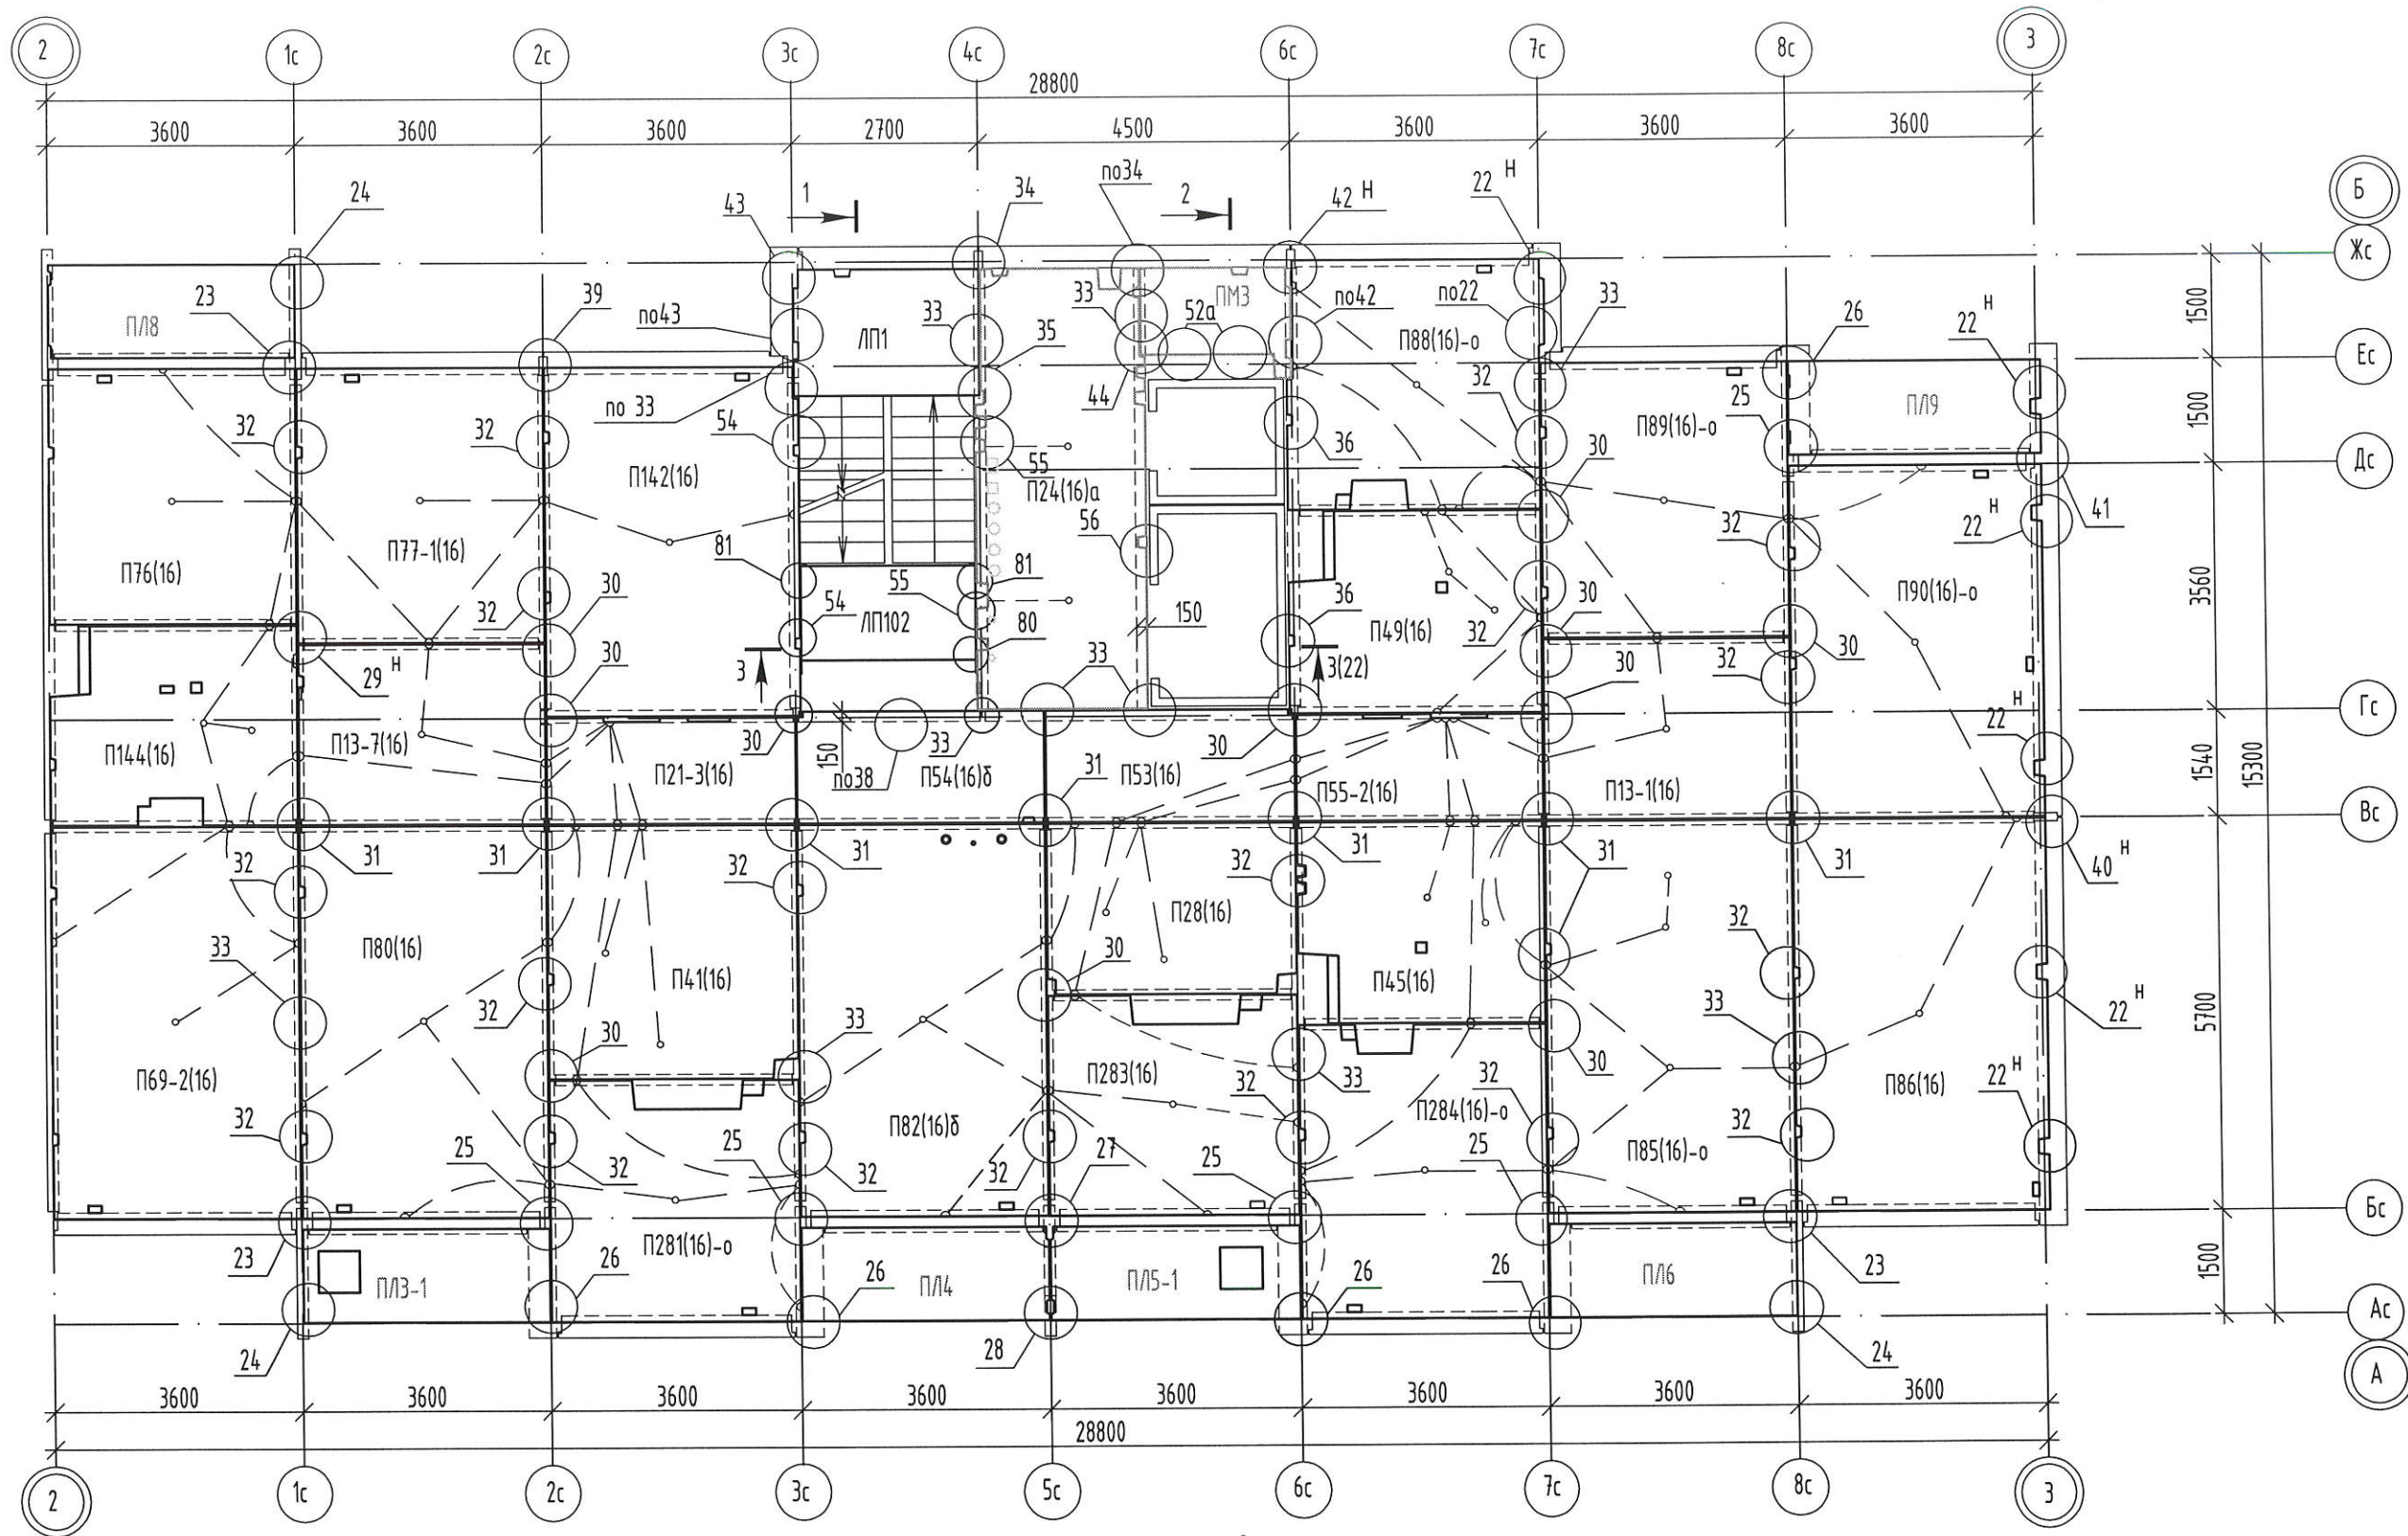 2 1с 2с 3с 4с 6с 7с 8с 3
28800
3600 3600 3600 2700 4500 3600 3600 3600
Б
24 43 1 34 по34 2 42 Н 22 Н
Жс
23 ПЛ8 39 по43 33 ЛП1 35 33 ПМЗ 52а по42 по22 33 26 22 Н
1500
П88(16)-о
Ес
44 32 25 ПЛ9
по 33
1500
32 32 54 36 П89(16)-о
30
П142(16) 55 П24(16)а
Дс
22 Н 41
П77-1(16) 56 32
81
П76(16) 55 81 П90(16)-о
3560
32 30 54 ЛП102 80 150 36 П49(16) 32 30
15300
30 3 33 3(22) 30 32 30
29 Н
22 Н
Гс
П144(16) П13-7(16) 30 150 33 30
П21-3(16) по38 П54(16)δ 31 П53(16) П55-2(16) П13-1(16)
1540
Вс
32 31 31 32 31 32 31 31 31 40 Н
П28(16)
33 П80(16) 32
П41(16) 30 П45(16)
32 33 33 22 Н
5700
30
П69-2(16) П283(16) 33 32 30 П86(16) 22 Н
32 П82(16)δ 32 П284(16)-о 32
25 32 25 32 32 27 25 25 П85(16)-о
Бс
23 П281(16)-о 26 23
ПЛ3-1 26 ПЛ4 ПЛ5-1 26 26 ПЛ6
1500
Ас
24 28 24
А
3600 3600 3600 3600 3600 3600 3600 3600
28800
2 1с 2с 3с 5с 6с 7с 8с 3